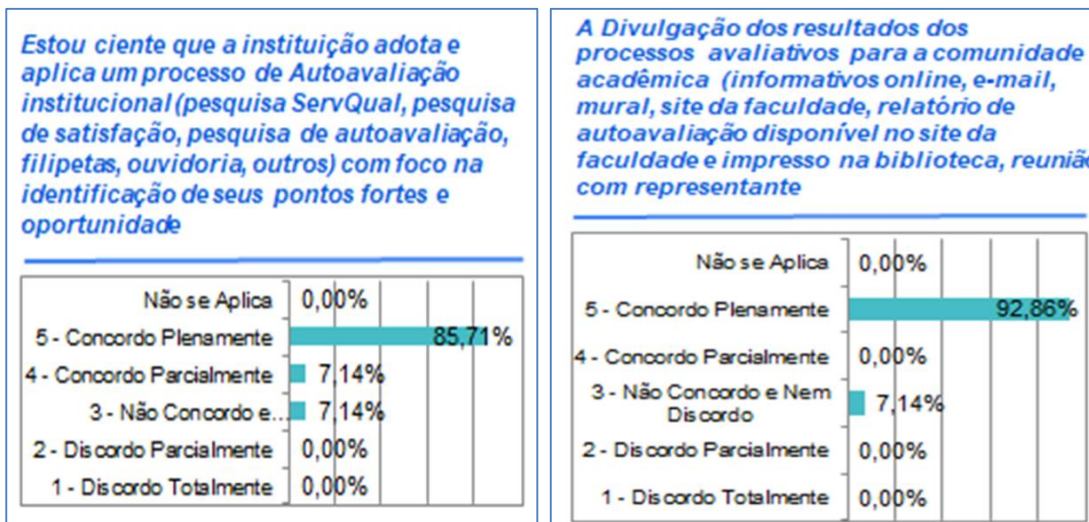 Estou ciente que a instituição adota e
aplica um processo de Autoavaliação
institucional (pesquisa ServQual, pesquisa
de satisfação, pesquisa de autoavaliação,
filipetas, ouvidoria, outros) com foco na
identificação de seus pontos fortes e
oportunidade
Não se Aplica 0,00%
5 - Concordo Plenamente 85,71%
4 - Concordo Parcialmente 7,14%
3 - Não Concordo e... 7,14%
2 - Discordo Parcialmente 0,00%
1 - Discordo Totalmente 0,00%
A Divulgação dos resultados dos
processos avaliativos para a comunidade
acadêmica (informativos online, e-mail,
mural, site da faculdade, relatório de
autoavaliação disponível no site da
faculdade e impresso na biblioteca, reunião
com representante
Não se Aplica 0,00%
5 - Concordo Plenamente 92,86%
4 - Concordo Parcialmente 0,00%
3 - Não Concordo e Nem
Discordo 7,14%
2 - Discordo Parcialmente 0,00%
1 - Discordo Totalmente 0,00%